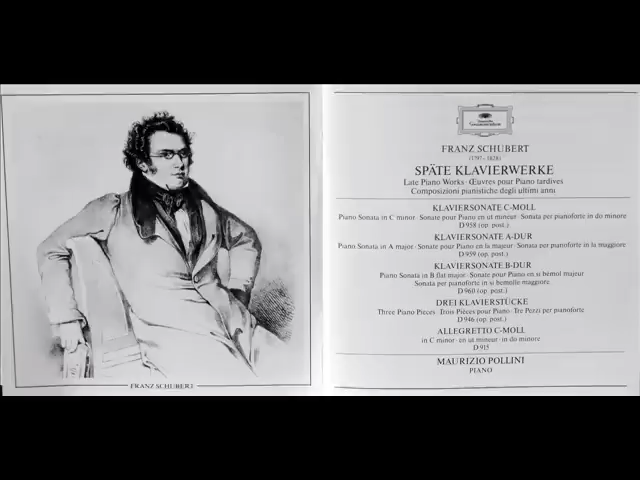 FRANZ SCHUBERT
Deutsche
Grammophon
FRANZ SCHUBERT
(1797-1828)
SPÄTE KLAVIERWERKE
Late Piano Works · Œuvres pour Piano tardives
Composizioni pianistiche degli ultimi anni
KLAVIERSONATE C-MOLL
Piano Sonata in C minor · Sonate pour Piano en ut mineur · Sonata per pianoforte in do minore
D 958 (op. post.)
KLAVIERSONATE A-DUR
Piano Sonata in A major · Sonate pour Piano en la majeur · Sonata per pianoforte in la maggiore
D 959 (op. post.)
KLAVIERSONATE B-DUR
Piano Sonata in B flat major · Sonate pour Piano en si bémol majeur
Sonata per pianoforte in si bemolle maggiore
D 960 (op. post.)
DREI KLAVIERSTÜCKE
Three Piano Pieces · Trois Pièces pour Piano · Tre Pezzi per pianoforte
D 946 (op. post.)
ALLEGRETTO C-MOLL
in C minor · en ut mineur · in do minore
D 915
MAURIZIO POLLINI
PIANO